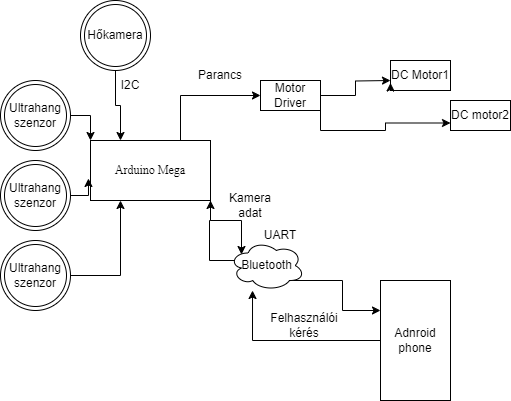 Hőkamera
I2C
Parancs
DC Motor1
Motor
Driver
DC motor2
Ultrahang
szenzor
Arduino Mega
Ultrahang
szenzor
Kamera
adat
UART
Bluetooth
Ultrahang
szenzor
Felhasználói
kérés
Adnroid
phone